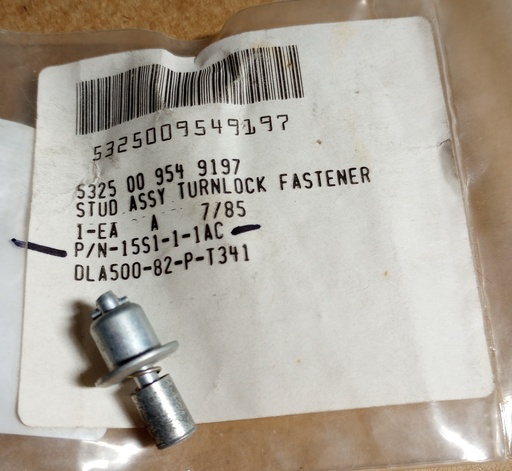 5325009549197
5325 00 954 9197
STUD ASSY TURNLOCK FASTENER
1-EA A 7/85
P/N-15S1-1-1AC
DLA500-82-P-T341